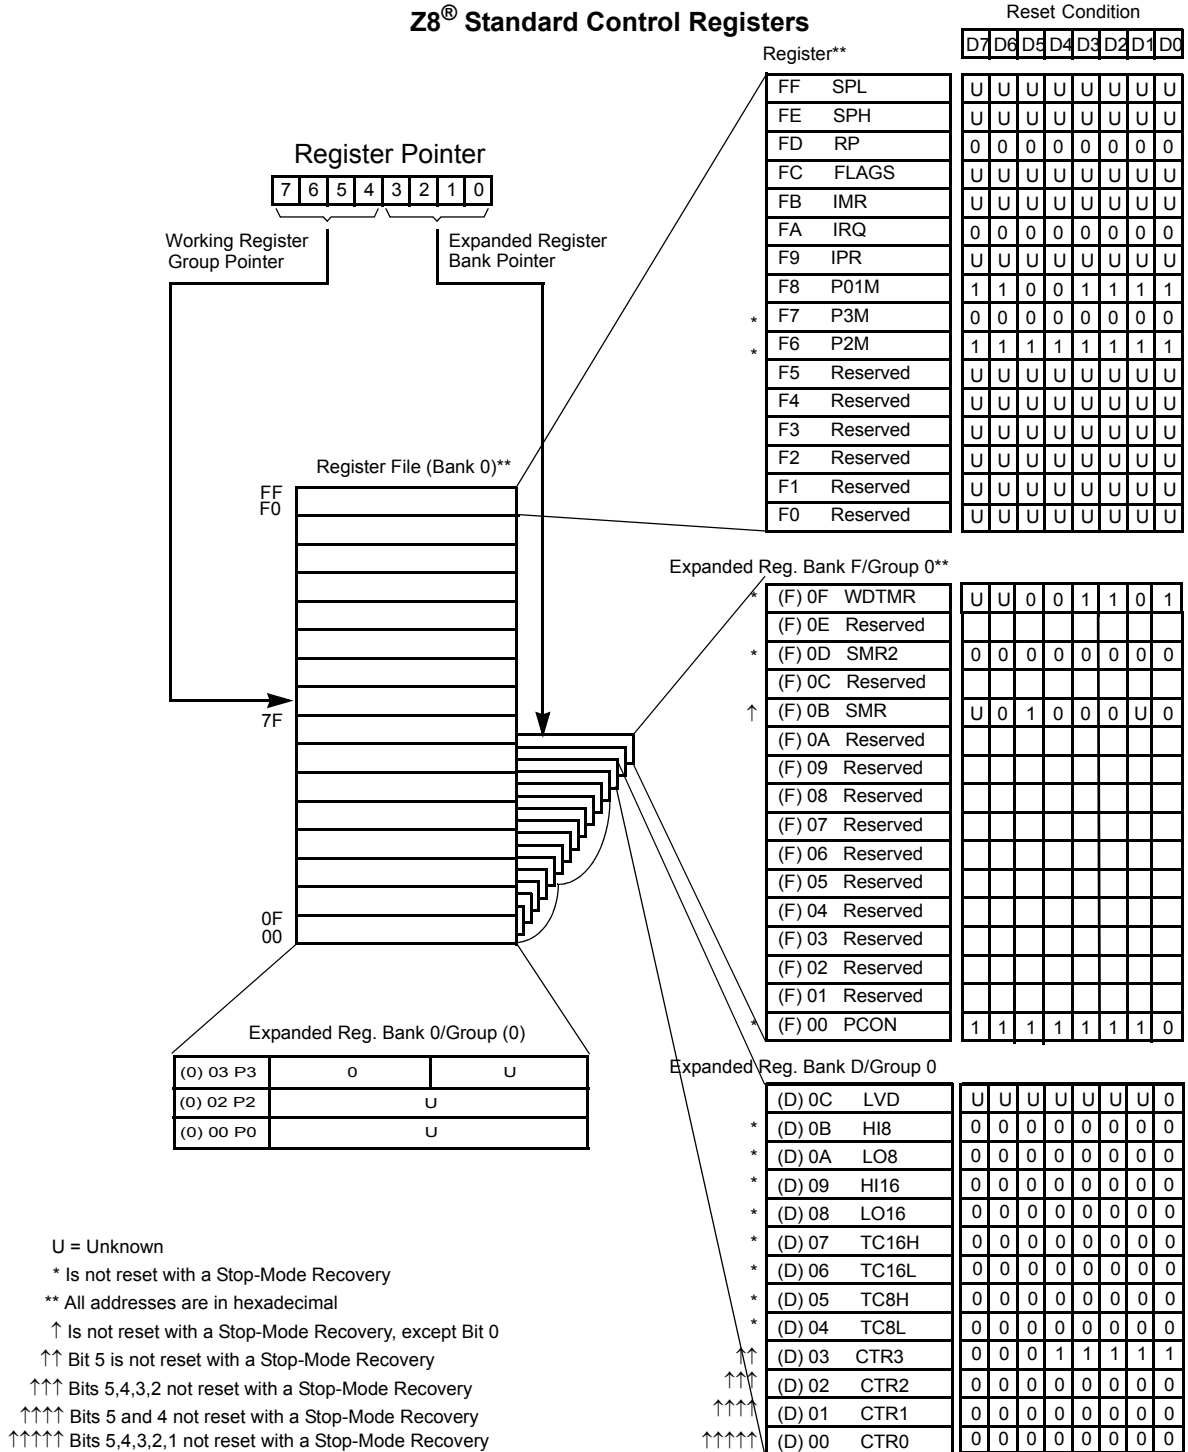 Z8® Standard Control Registers
Reset Condition
D7 D6 D5 D4 D3 D2 D1 D0
Register**
FF SPL U U U U U U U U
FE SPH U U U U U U U U
FD RP 0 0 0 0 0 0 0 0
FC FLAGS U U U U U U U U
FB IMR U U U U U U U U
FA IRQ 0 0 0 0 0 0 0 0
F9 IPR U U U U U U U U
F8 P01M 1 1 0 0 1 1 1 1
* F7 P3M 0 0 0 0 0 0 0 0
* F6 P2M 1 1 1 1 1 1 1 1
F5 Reserved U U U U U U U U
F4 Reserved U U U U U U U U
F3 Reserved U U U U U U U U
F2 Reserved U U U U U U U U
F1 Reserved U U U U U U U U
F0 Reserved U U U U U U U U
Register Pointer
7 6 5 4 3 2 1 0
Working Register
Group Pointer
Expanded Register
Bank Pointer
Register File (Bank 0)**
FF
F0
7F
0F
00
Expanded Reg. Bank F/Group 0**
* (F) 0F WDTMR U U 0 0 1 1 0 1
(F) 0E Reserved
* (F) 0D SMR2 0 0 0 0 0 0 0 0
(F) 0C Reserved
↑ (F) 0B SMR U 0 1 0 0 0 U 0
(F) 0A Reserved
(F) 09 Reserved
(F) 08 Reserved
(F) 07 Reserved
(F) 06 Reserved
(F) 05 Reserved
(F) 04 Reserved
(F) 03 Reserved
(F) 02 Reserved
(F) 01 Reserved
* (F) 00 PCON 1 1 1 1 1 1 1 0
Expanded Reg. Bank 0/Group (0)
(0) 03 P3 0 U
(0) 02 P2 U
(0) 00 P0 U
Expanded Reg. Bank D/Group 0
(D) 0C LVD U U U U U U U 0
* (D) 0B HI8 0 0 0 0 0 0 0 0
* (D) 0A LO8 0 0 0 0 0 0 0 0
* (D) 09 HI16 0 0 0 0 0 0 0 0
* (D) 08 LO16 0 0 0 0 0 0 0 0
* (D) 07 TC16H 0 0 0 0 0 0 0 0
* (D) 06 TC16L 0 0 0 0 0 0 0 0
* (D) 05 TC8H 0 0 0 0 0 0 0 0
* (D) 04 TC8L 0 0 0 0 0 0 0 0
↑↑ (D) 03 CTR3 0 0 0 1 1 1 1 1
↑↑↑ (D) 02 CTR2 0 0 0 0 0 0 0 0
↑↑↑↑ (D) 01 CTR1 0 0 0 0 0 0 0 0
↑↑↑↑↑ (D) 00 CTR0 0 0 0 0 0 0 0 0
U = Unknown
* Is not reset with a Stop-Mode Recovery
** All addresses are in hexadecimal
↑ Is not reset with a Stop-Mode Recovery, except Bit 0
↑↑ Bit 5 is not reset with a Stop-Mode Recovery
↑↑↑ Bits 5,4,3,2 not reset with a Stop-Mode Recovery
↑↑↑↑ Bits 5 and 4 not reset with a Stop-Mode Recovery
↑↑↑↑↑ Bits 5,4,3,2,1 not reset with a Stop-Mode Recovery